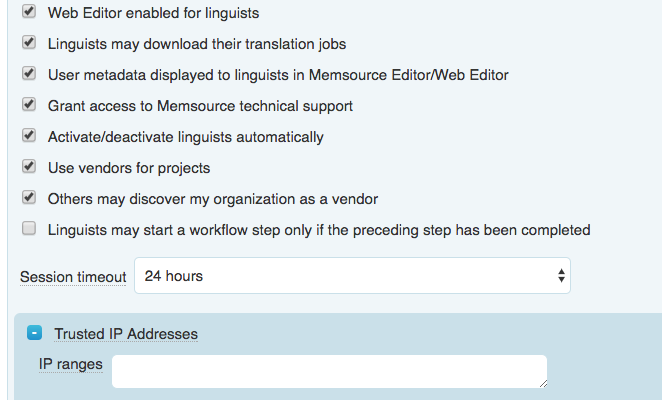 Web Editor enabled for linguists
Linguists may download their translation jobs
User metadata displayed to linguists in Memsource Editor/Web Editor
Grant access to Memsource technical support
Activate/deactivate linguists automatically
Use vendors for projects
Others may discover my organization as a vendor
Linguists may start a workflow step only if the preceding step has been completed
Session timeout 24 hours
Trusted IP Addresses
IP ranges